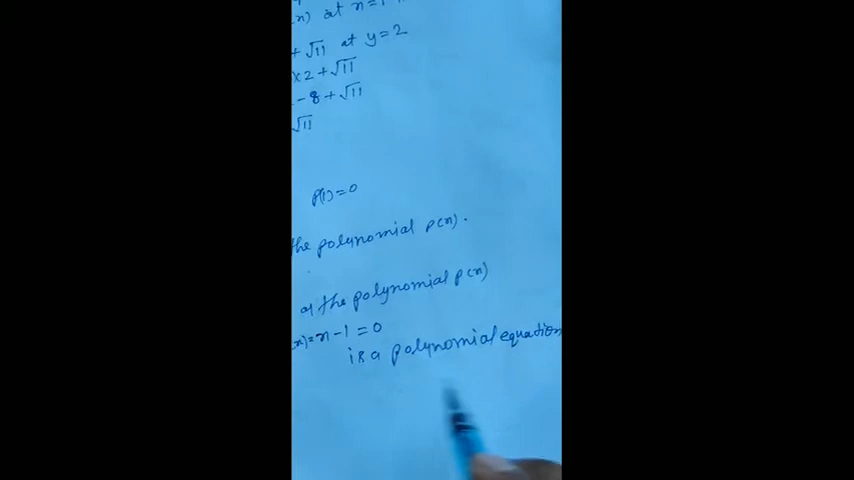 x) at x=1
+ √11 at y=2
x2 + √11
- 8 + √11
√11
p(1)=0
the polynomial p(x).
of the polynomial p(x)
x)=x-1=0
is a polynomial equation